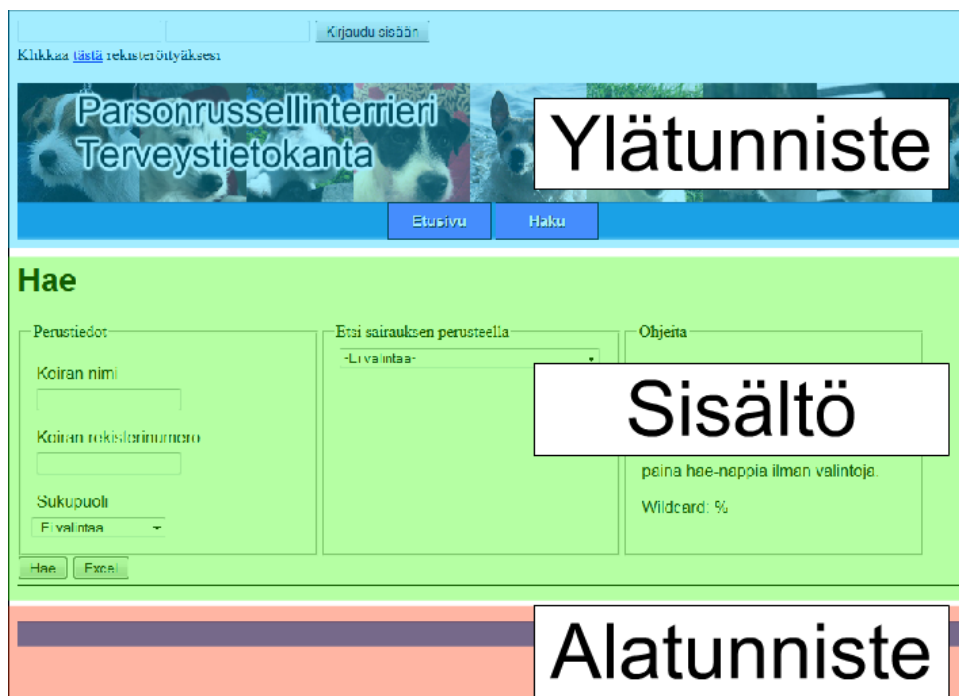 Kirjaudu sisään
Klikkaa tästä rekisteröityäksesi
Parsonrussellinterrieri
Terveystietokanta
Ylätunniste
Etusivu Haku
Hae
Perustiedot Etsi sairauksen perusteella Ohjeita
-Ei valintaa-
Koiran nimi
Sisältö
Koiran rekisterinumero
paina hae-nappia ilman valintoja.
Sukupuoli
Wildcard: %
Ei valintaa
Hae Excel
Alatunniste